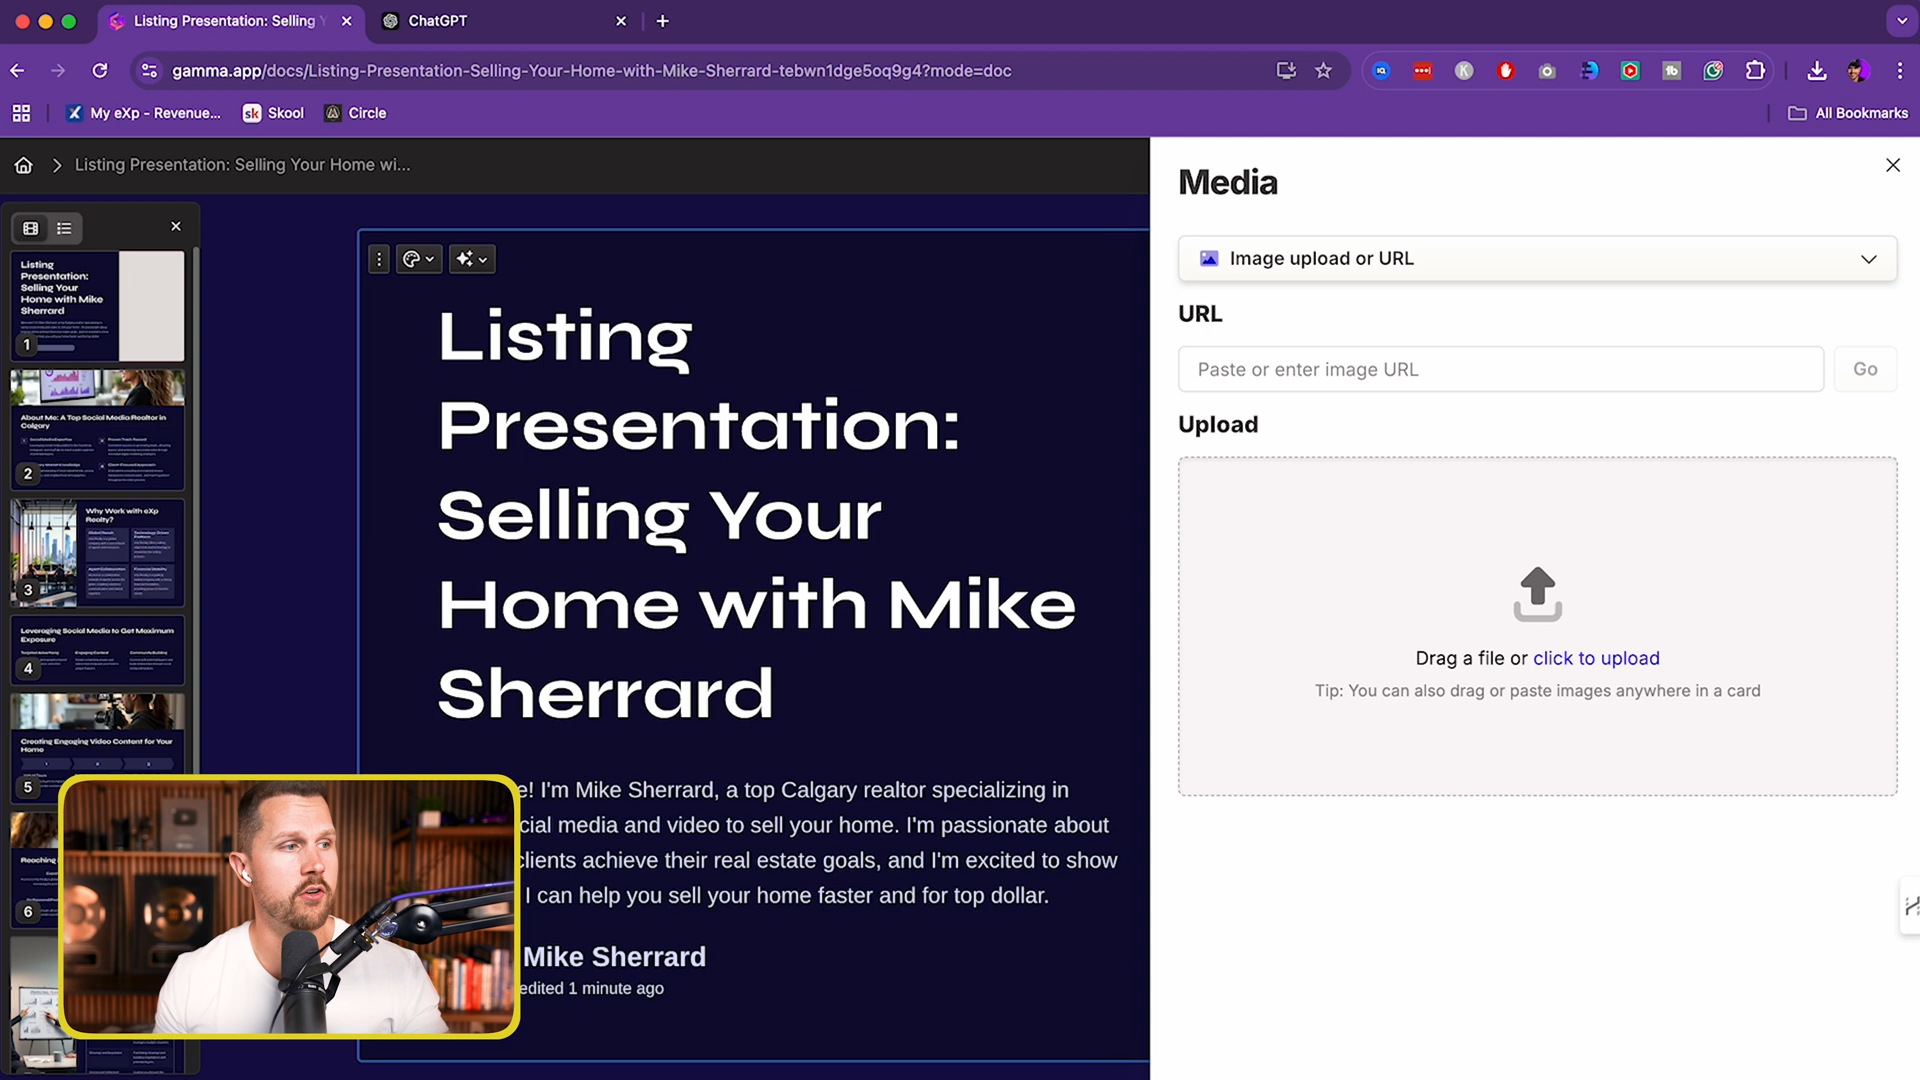 Listing Presentation: Selling Y
ChatGPT
gamma.app/docs/Listing-Presentation-Selling-Your-Home-with-Mike-Sherrard-tebwn1dge5oq9g4?mode=doc
My eXp - Revenue...
Skool
Circle
All Bookmarks
Listing Presentation: Selling Your Home wi...
Listing
Presentation:
Selling Your
Home with Mike
Sherrard
1
About Me: A Top Social Media Realtor in
Calgary
2
Why Work with eXp
Realty?
3
Leveraging Social Media to Get Maximum
Exposure
4
Creating Engaging Video Content for Your
Home
5
Reaching
6
Listing
Presentation:
Selling Your
Home with Mike
Sherrard
e! I'm Mike Sherrard, a top Calgary realtor specializing in
cial media and video to sell your home. I'm passionate about
clients achieve their real estate goals, and I'm excited to show
I can help you sell your home faster and for top dollar.
Mike Sherrard
edited 1 minute ago
Media
Image upload or URL
URL
Paste or enter image URL
Go
Upload
Drag a file or click to upload
Tip: You can also drag or paste images anywhere in a card